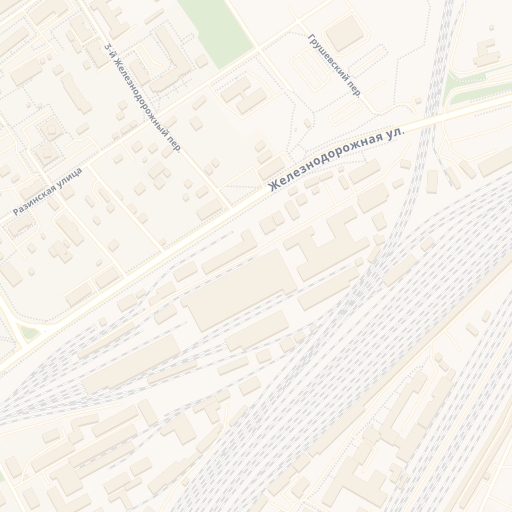 3-й Железнодорожный пер.
Грушевский пер.
Железнодорожная ул.
Разинская улица